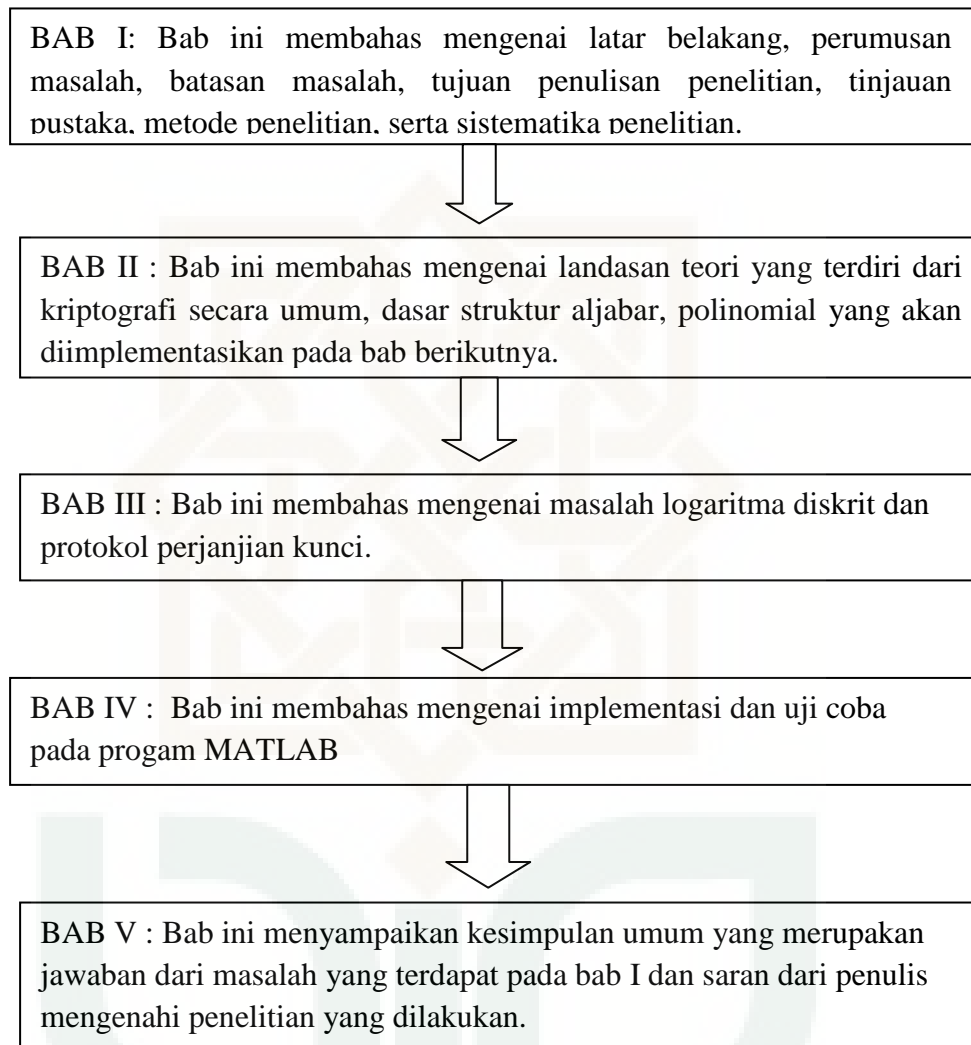 BAB I: Bab ini membahas mengenai latar belakang, perumusan
masalah, batasan masalah, tujuan penulisan penelitian, tinjauan
pustaka, metode penelitian, serta sistematika penelitian.
BAB II : Bab ini membahas mengenai landasan teori yang terdiri dari
kriptografi secara umum, dasar struktur aljabar, polinomial yang akan
diimplementasikan pada bab berikutnya.
BAB III : Bab ini membahas mengenai masalah logaritma diskrit dan
protokol perjanjian kunci.
BAB IV : Bab ini membahas mengenai implementasi dan uji coba
pada progam MATLAB
BAB V : Bab ini menyampaikan kesimpulan umum yang merupakan
jawaban dari masalah yang terdapat pada bab I dan saran dari penulis
mengenahi penelitian yang dilakukan.